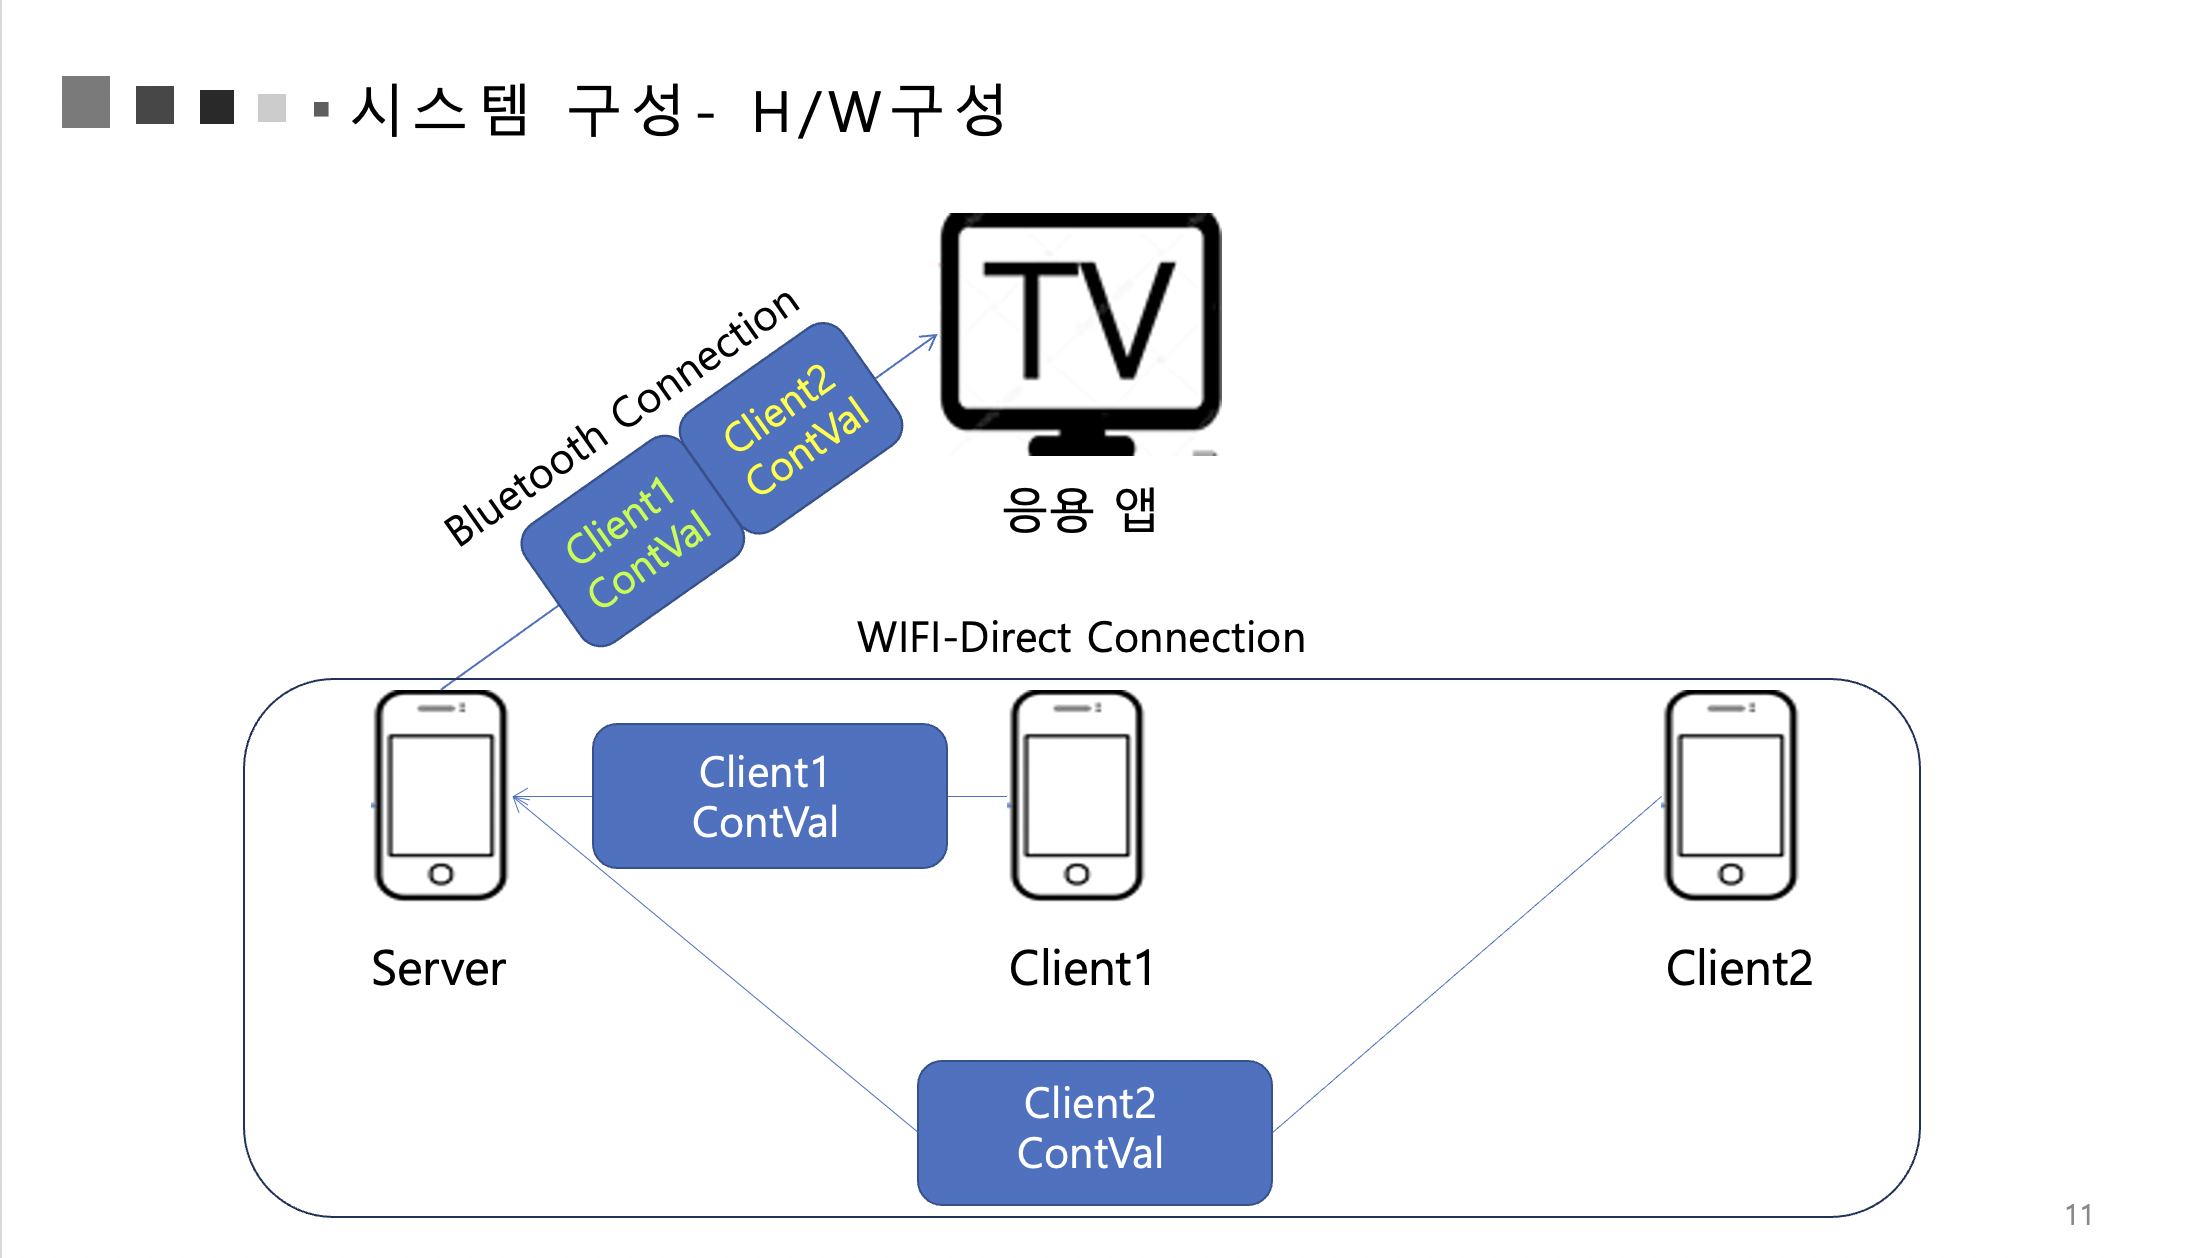 시스템 구성- H/W구성
TV
Bluetooth Connection
Client2
ContVal
Client1
ContVal
응용 앱
WIFI-Direct Connection
Client1
ContVal
Server
Client1
Client2
Client2
ContVal
11